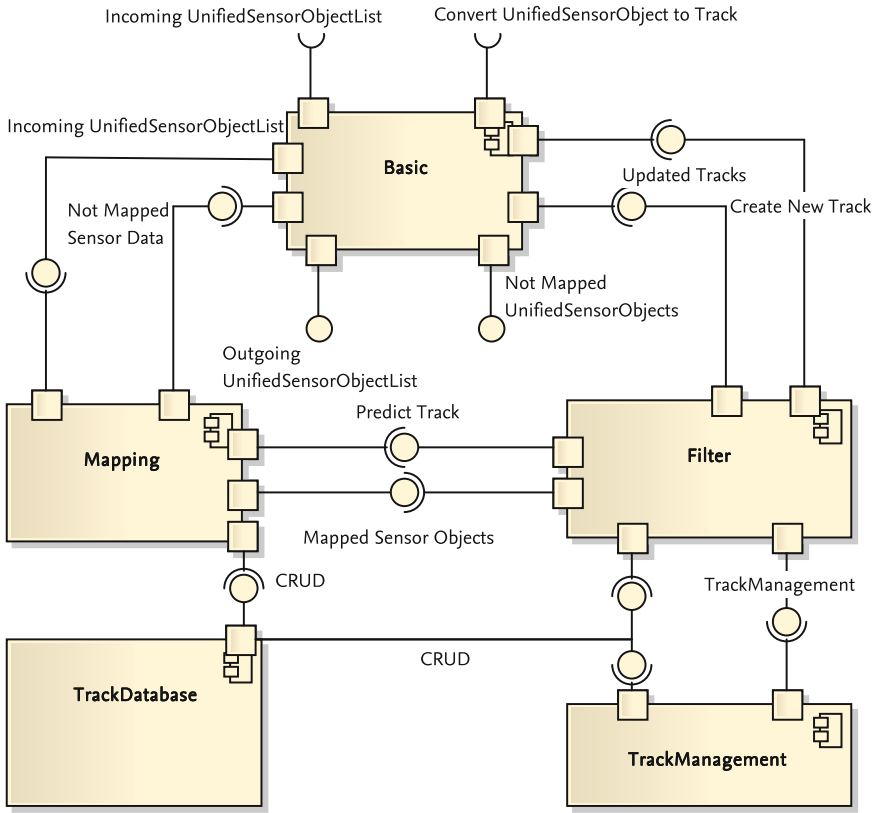 Incoming UnifiedSensorObjectList
Convert UnifiedSensorObject to Track
Incoming UnifiedSensorObjectList
Basic
Updated Tracks
Not Mapped
Sensor Data
Create New Track
Not Mapped
UnifiedSensorObjects
Outgoing
UnifiedSensorObjectList
Predict Track
Mapping
Filter
Mapped Sensor Objects
CRUD
TrackManagement
CRUD
TrackDatabase
TrackManagement